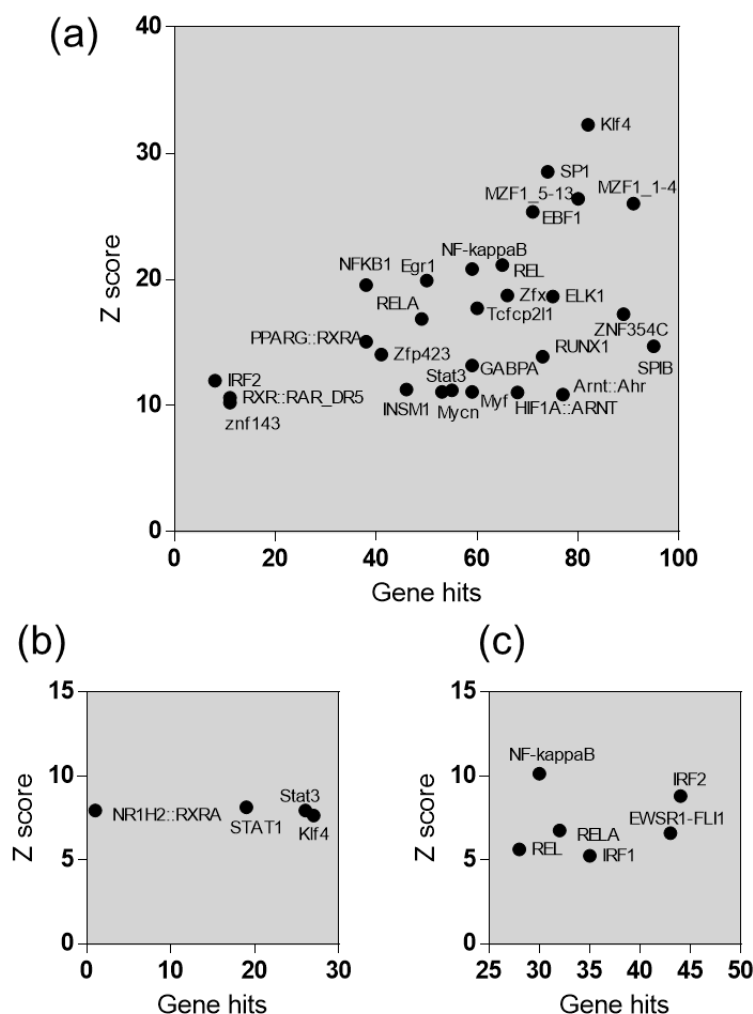 (a)
40
30
20
10
0
Z score
Klf4
SP1
MZF1_5-13
MZF1_1-4
EBF1
NF-kappaB
REL
NFKB1
Egr1
Zfx
ELK1
RELA
Tcfcp2l1
ZNF354C
PPARG::RXRA
Zfp423
RUNX1
SPIB
GABPA
IRF2
Stat3
Arnt::Ahr
RXR::RAR_DR5
INSM1
Mycn
Myf
HIF1A::ARNT
znf143
0 20 40 60 80 100
Gene hits
(b)
15
10
5
0
Z score
NR1H2::RXRA
STAT1
Stat3
Klf4
0 10 20 30
Gene hits
(c)
15
10
5
0
Z score
NF-kappaB
IRF2
EWSR1-FLI1
RELA
REL
IRF1
25 30 35 40 45 50
Gene hits